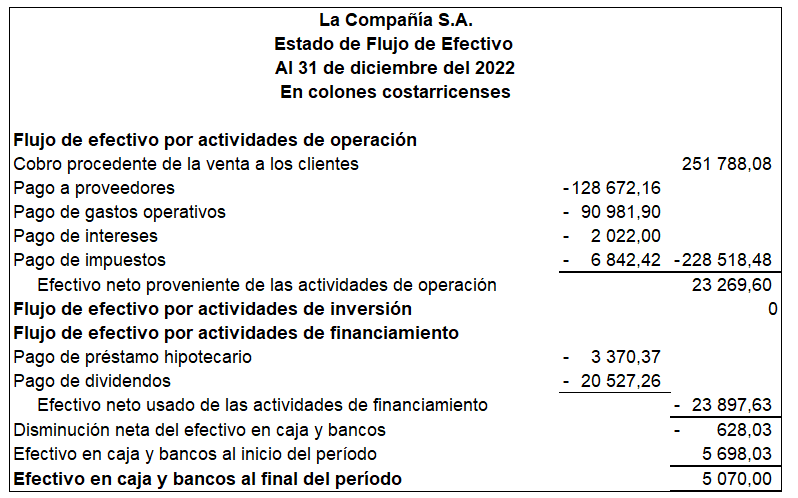 La Compañía S.A.
Estado de Flujo de Efectivo
Al 31 de diciembre del 2022
En colones costarricenses
Flujo de efectivo por actividades de operación
Cobro procedente de la venta a los clientes 251 788,08
Pago a proveedores -128 672,16
Pago de gastos operativos - 90 981,90
Pago de intereses - 2 022,00
Pago de impuestos - 6 842,42 -228 518,48
Efectivo neto proveniente de las actividades de operación 23 269,60
Flujo de efectivo por actividades de inversión 0
Flujo de efectivo por actividades de financiamiento
Pago de préstamo hipotecario - 3 370,37
Pago de dividendos - 20 527,26
Efectivo neto usado de las actividades de financiamiento - 23 897,63
Disminución neta del efectivo en caja y bancos - 628,03
Efectivo en caja y bancos al inicio del período 5 698,03
Efectivo en caja y bancos al final del período 5 070,00